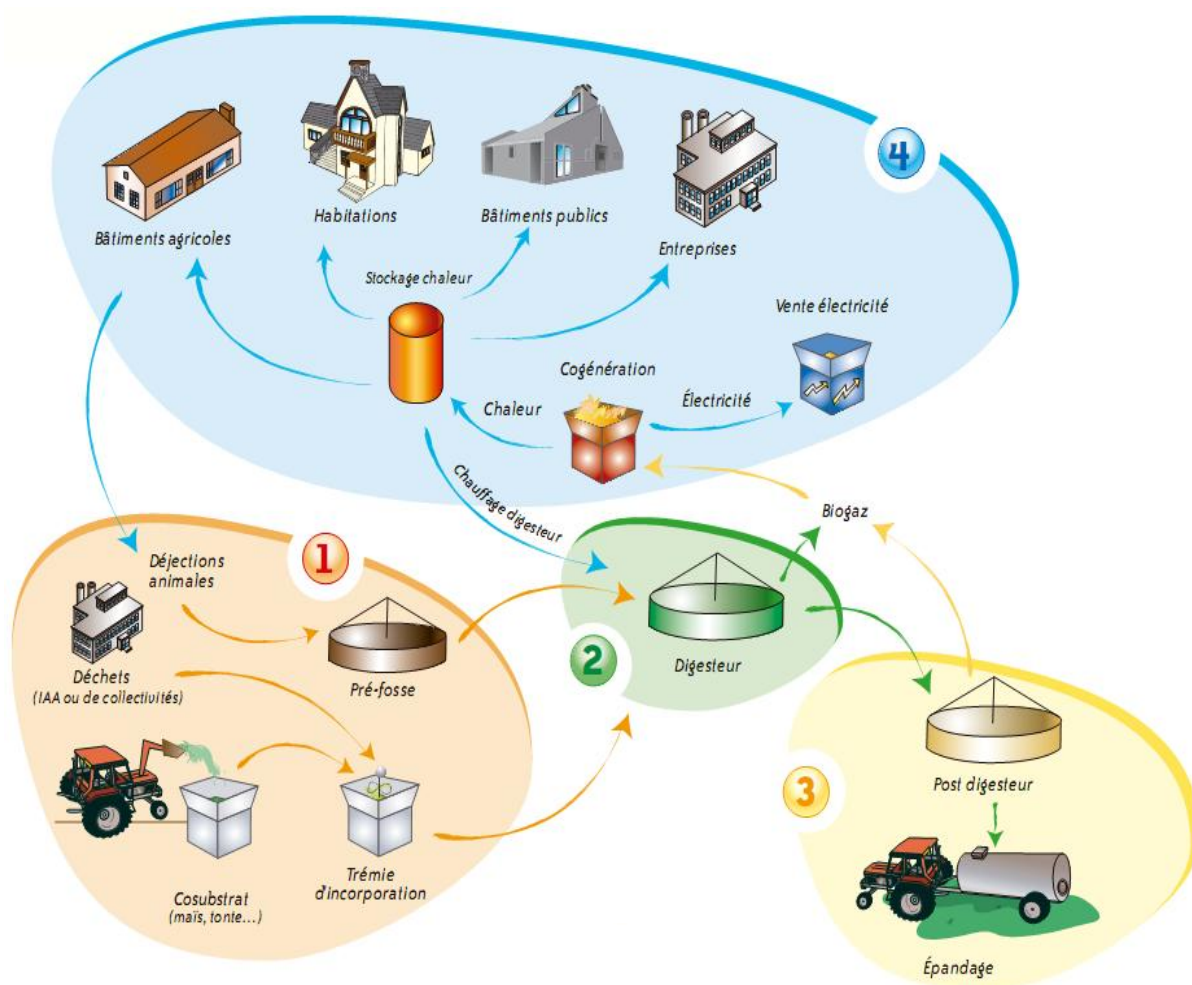 4
Habitations
Bâtiments publics
Bâtiments agricoles
Entreprises
Stockage chaleur
Vente électricité
Cogénération
Chaleur
Électricité
Chauffage digesteur
Biogaz
1
Déjections
animales
Déchets
(IAA ou de collectivités)
Pré-fosse
2
Digesteur
Cosubstrat
(maïs, tonte...)
Trémie
d'incorporation
3
Post digesteur
Épandage